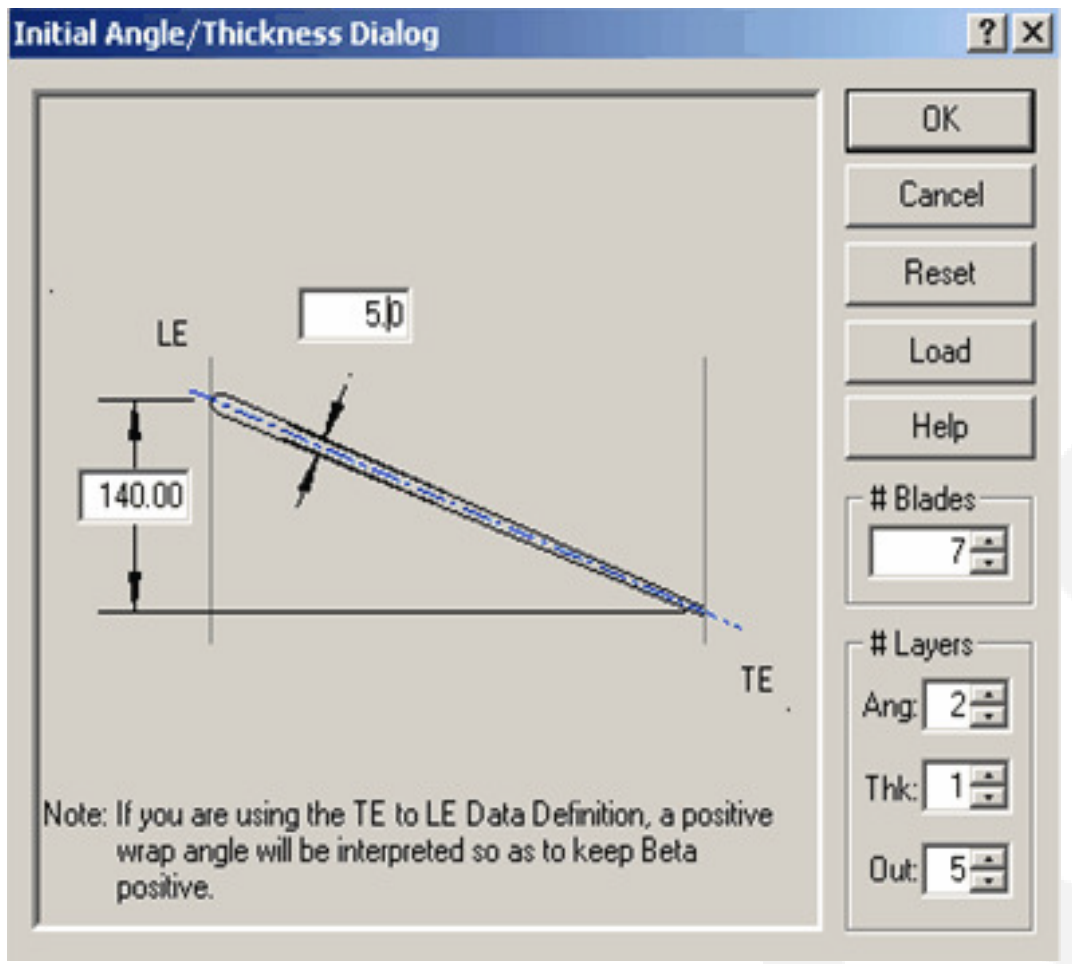 Initial Angle/Thickness Dialog
?
X
OK
Cancel
Reset
Load
Help
5.0
LE
140.00
TE
# Blades
7
# Layers
Ang: 2
Thk: 1
Out: 5
Note: If you are using the TE to LE Data Definition, a positive
wrap angle will be interpreted so as to keep Beta
positive.